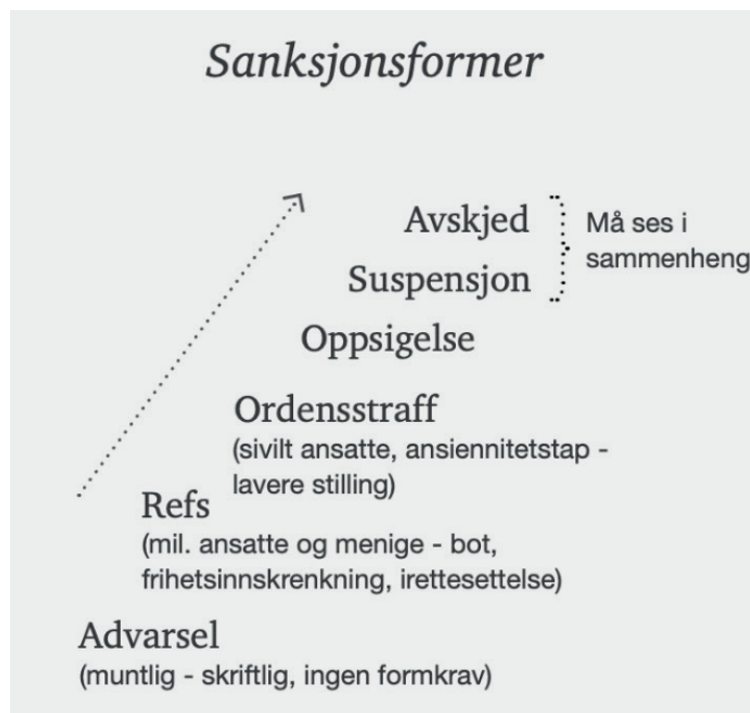 Sanksjonsformer
Avskjed
Suspensjon
Må ses i
sammenheng
Oppsigelse
Ordensstraff
(sivilt ansatte, ansiennitetstap -
lavere stilling)
Refs
(mil. ansatte og menige - bot,
frihetsinnskrenkning, irettesettelse)
Advarsel
(muntlig - skriftlig, ingen formkrav)